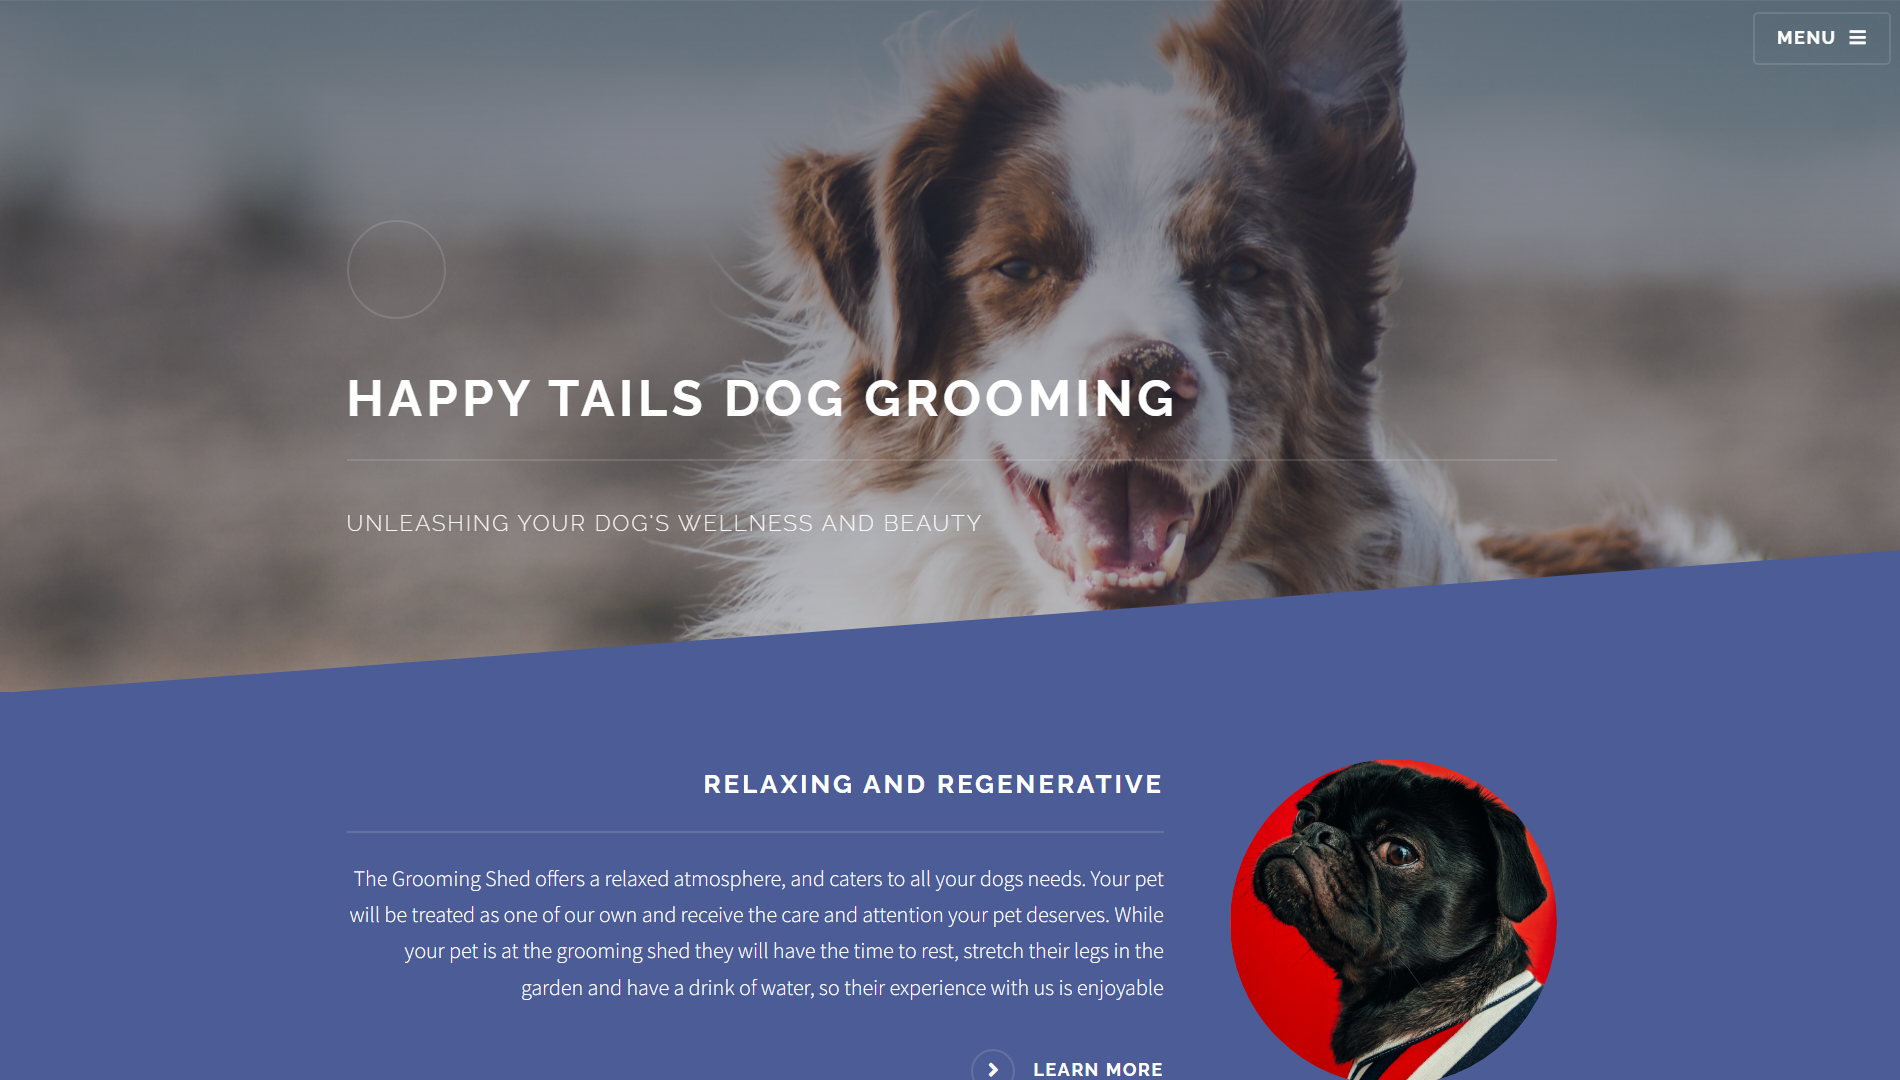 MENU
HAPPY TAILS DOG GROOMING
UNLEASHING YOUR DOG'S WELLNESS AND BEAUTY
RELAXING AND REGENERATIVE
The Grooming Shed offers a relaxed atmosphere, and caters to all your dogs needs. Your pet
will be treated as one of our own and receive the care and attention your pet deserves. While
your pet is at the grooming shed they will have the time to rest, stretch their legs in the
garden and have a drink of water, so their experience with us is enjoyable
LEARN MORE